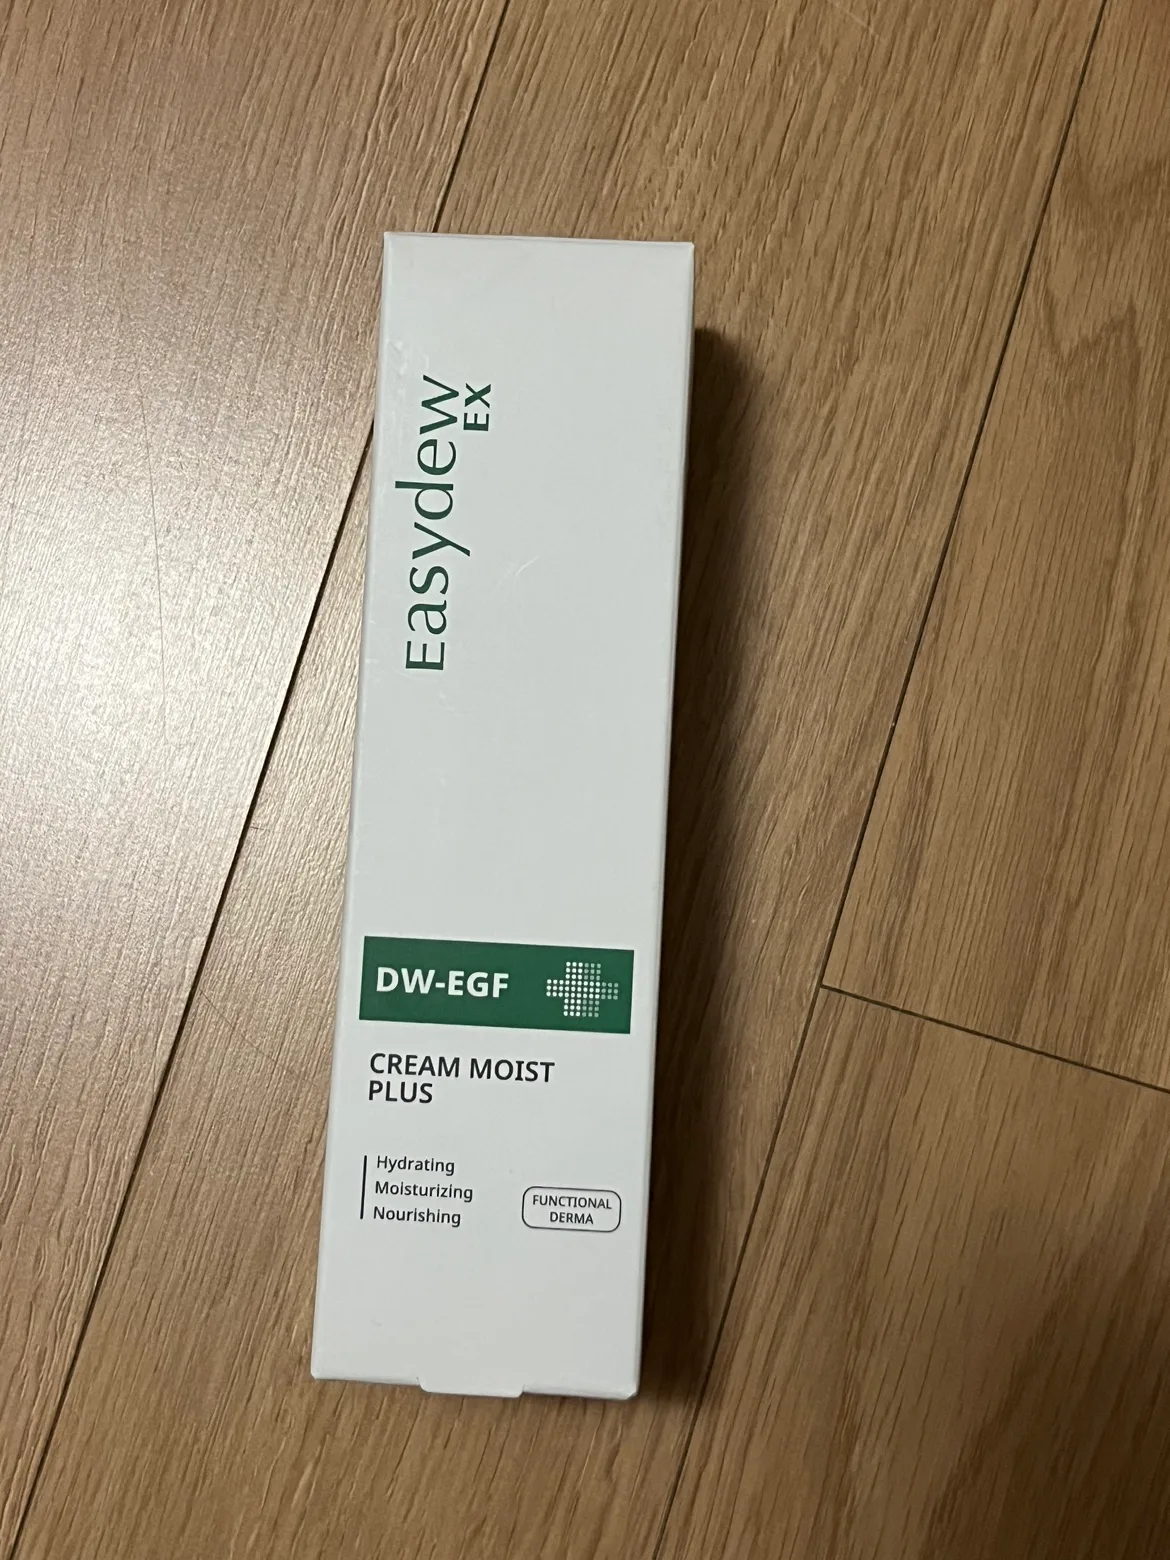 Easydew
EX
DW-EGF
CREAM MOIST
PLUS
Hydrating
Moisturizing
Nourishing
FUNCTIONAL
DERMA